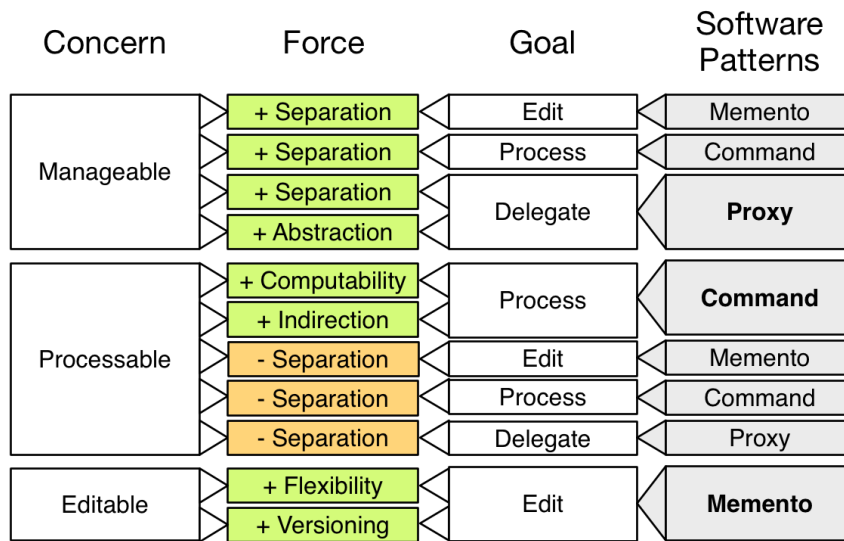 Concern Force Goal Software Patterns
Manageable
+ Separation Edit Memento
+ Separation Process Command
+ Separation
+ Abstraction
Delegate Proxy
Processable
+ Computability
+ Indirection
Process Command
- Separation Edit Memento
- Separation Process Command
- Separation Delegate Proxy
Editable
+ Flexibility
+ Versioning
Edit Memento